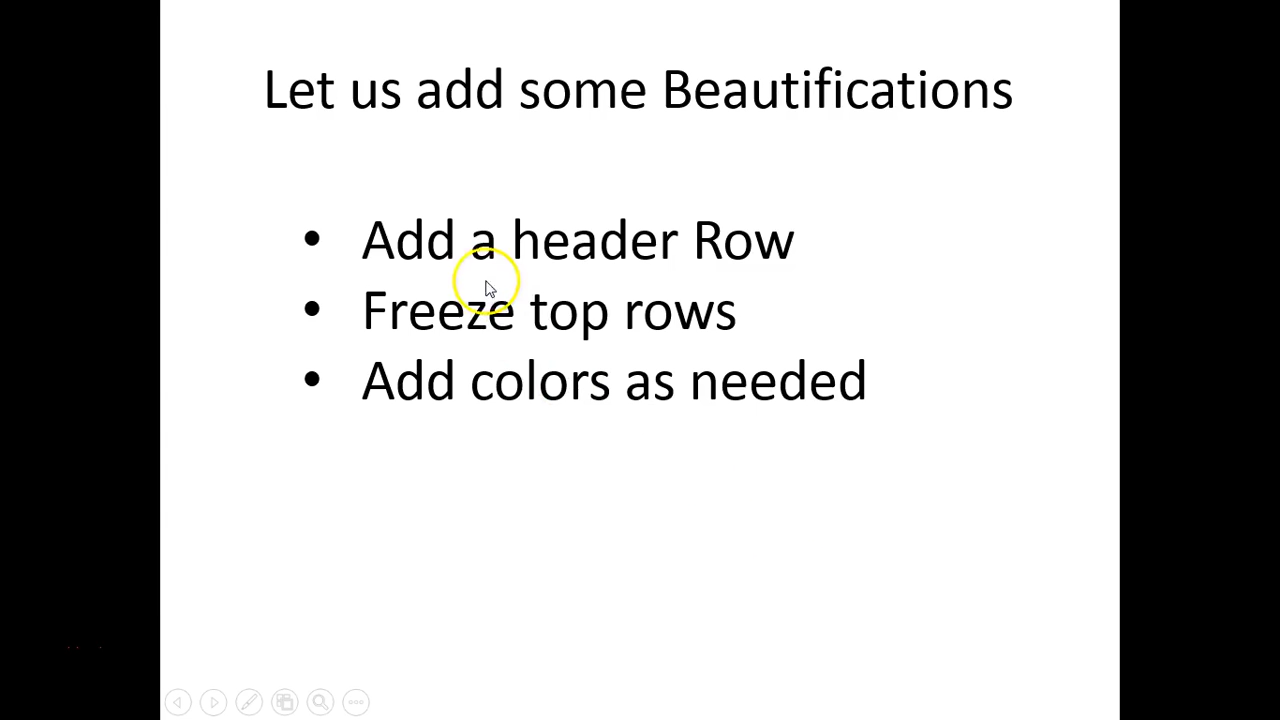 Let us add some Beautifications
• Add a header Row
• Freeze top rows
• Add colors as needed